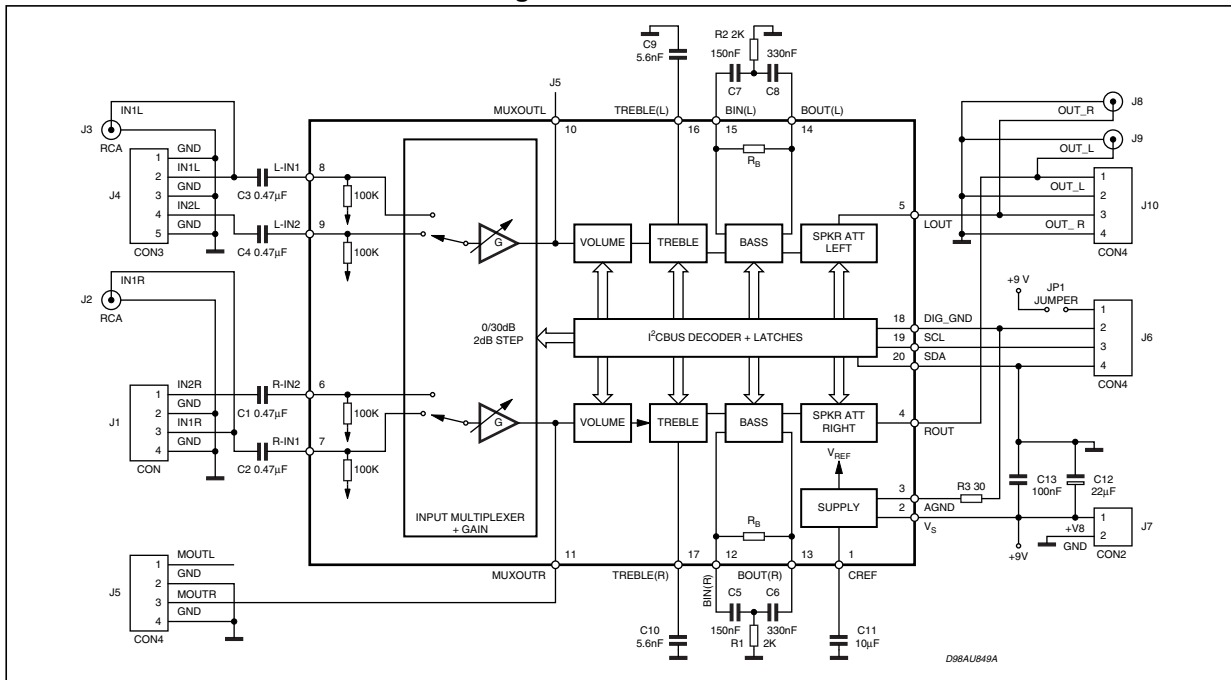 C9
5.6nF
R2 2K
150nF
330nF
C7
C8
J5
MUXOUTL
TREBLE(L)
BIN(L)
BOUT(L)
10
16
15
14
IN1L
J3
RCA
GND
1
IN1L
2
GND
3
IN2L
4
GND
5
J4
CON3
L-IN1
8
C3 0.47µF
L-IN2
9
C4 0.47µF
100K
100K
G
VOLUME
TREBLE
BASS
SPKR ATT
LEFT
RB
5
LOUT
OUT_R
J8
OUT_L
J9
OUT_L
OUT_R
1
2
3
4
J10
CON4
IN1R
J2
RCA
0/30dB
2dB STEP
I2CBUS DECODER + LATCHES
18
DIG_GND
19
SCL
20
SDA
+9 V
JP1
JUMPER
1
2
3
4
J6
CON4
IN2R
1
GND
2
IN1R
3
GND
4
J1
CON
R-IN2
6
C1 0.47µF
R-IN1
7
C2 0.47µF
100K
100K
G
VOLUME
TREBLE
BASS
SPKR ATT
RIGHT
4
ROUT
VREF
SUPPLY
RB
3
AGND
2
VS
R3 30
C13
100nF
C12
22µF
1
2
+V8
GND
J7
CON2
+9V
INPUT MULTIPLEXER
+ GAIN
11
17
12
13
1
MUXOUTR
TREBLE(R)
BIN(R)
BOUT(R)
CREF
MOUTL
1
GND
2
MOUTR
3
GND
4
J5
CON4
C10
5.6nF
C5
C6
150nF
330nF
R1
2K
C11
10µF
D98AU849A